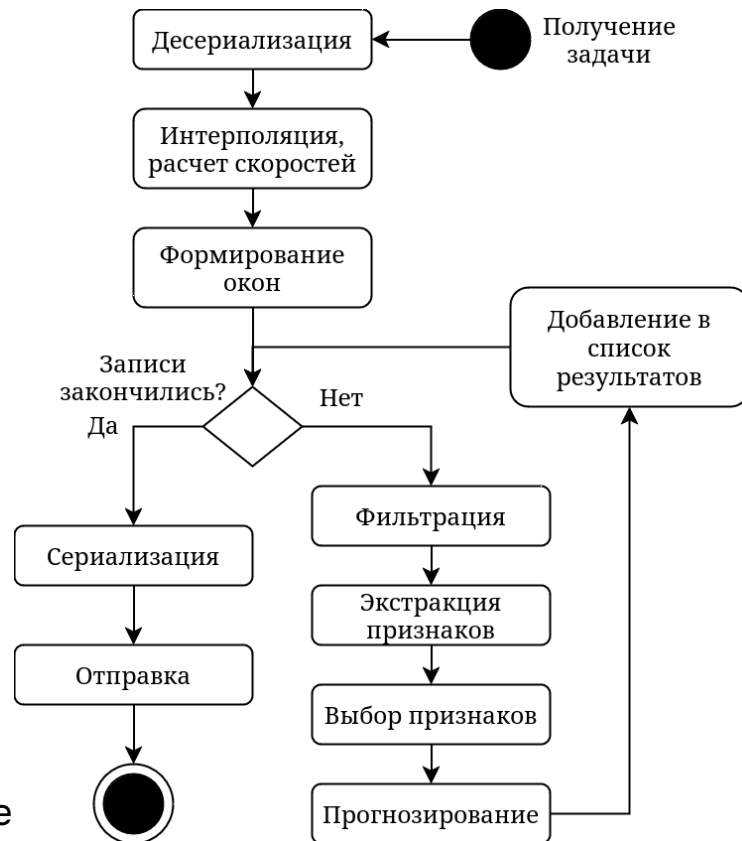 Десериализация
Получение
задачи
Интерполяция,
расчет скоростей
Формирование
окон
Добавление в
список
результатов
Записи
закончились?
Да
Нет
Фильтрация
Сериализация
Экстракция
признаков
Отправка
Выбор признаков
Прогнозирование
е